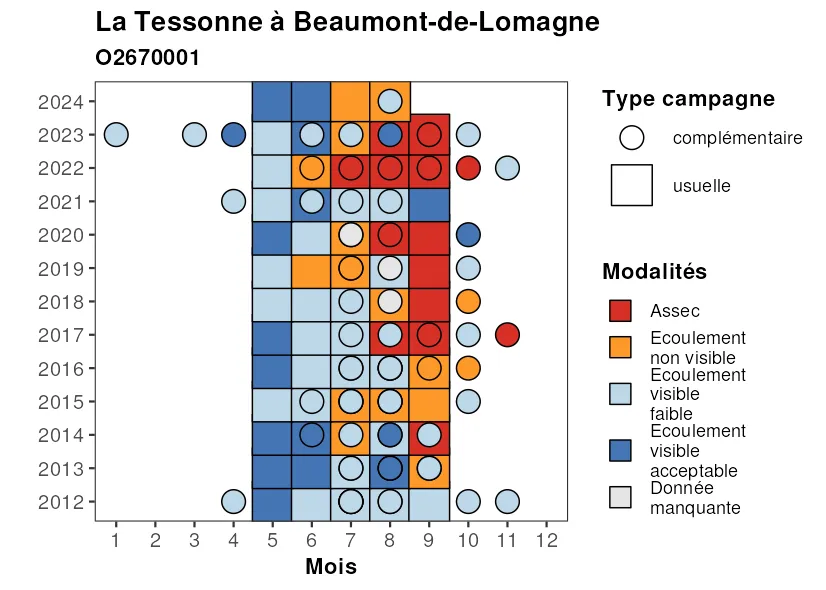 La Tessonne à Beaumont-de-Lomagne
O2670001
2024
2023
2022
2021
2020
2019
2018
2017
2016
2015
2014
2013
2012
1 2 3 4 5 6 7 8 9 10 11 12
Mois
Type campagne
complémentaire
usuelle
Modalités
Assec
Ecoulement
non visible
Ecoulement
visible
faible
Ecoulement
visible
acceptable
Donnée
manquante